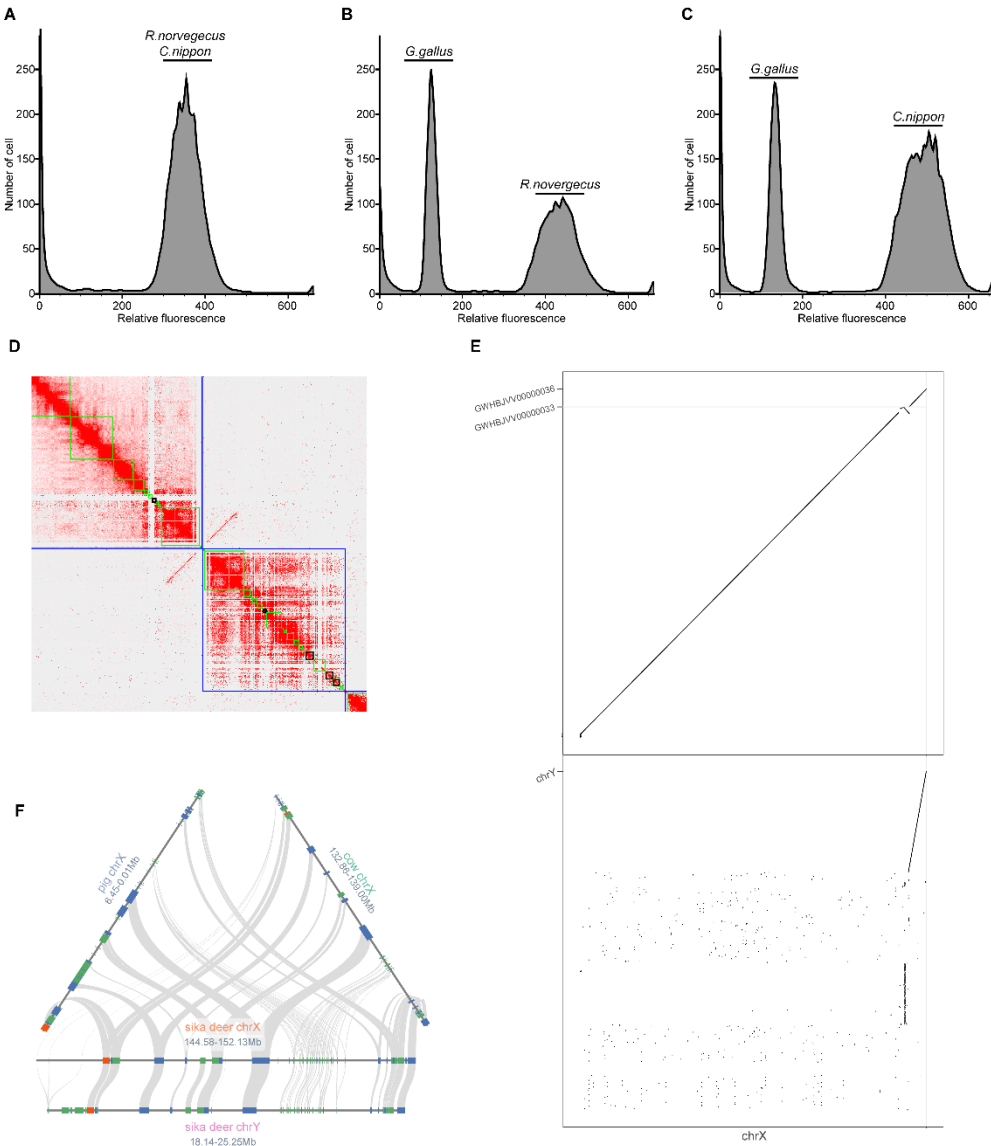 A
R.norvegecus
C.nippon
Number of cell
250
200
150
100
50
0
0
200
400
600
Relative fluorescence
B
G.gallus
R.novergecus
Number of cell
250
200
150
100
50
0
0
200
400
600
Relative fluorescence
C
G.gallus
C.nippon
Number of cell
250
200
150
100
50
0
0
200
400
600
Relative fluorescence
D
E
GWHBJVV00000036
GWHBJVV00000033
chrY
chrX
F
pig chrX
6.45-0.01Mb
cow chrX
132.86-139.00Mb
sika deer chrX
144.58-152.13Mb
sika deer chrY
18.14-25.25Mb